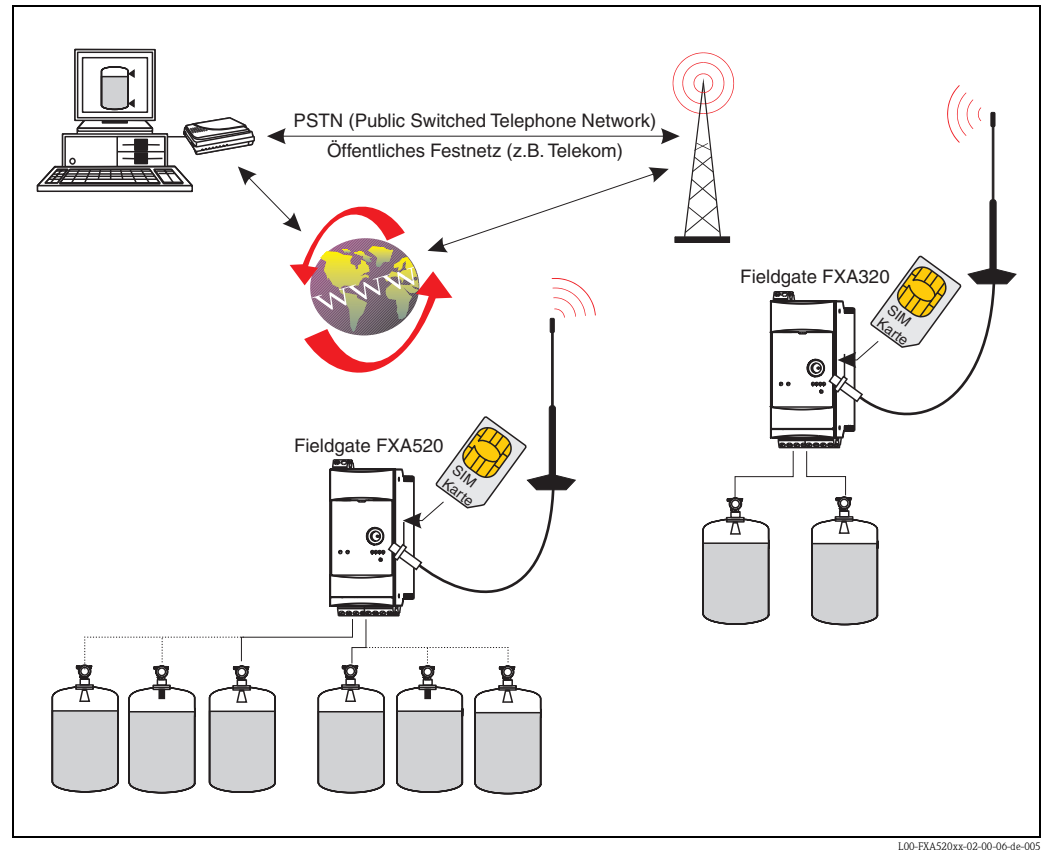 PSTN (Public Switched Telephone Network)
Öffentliches Festnetz (z.B. Telekom)
WWW
Fieldgate FXA320
SIM
Karte
Fieldgate FXA520
SIM
Karte
L00-FXA520xx-02-00-06-de-005